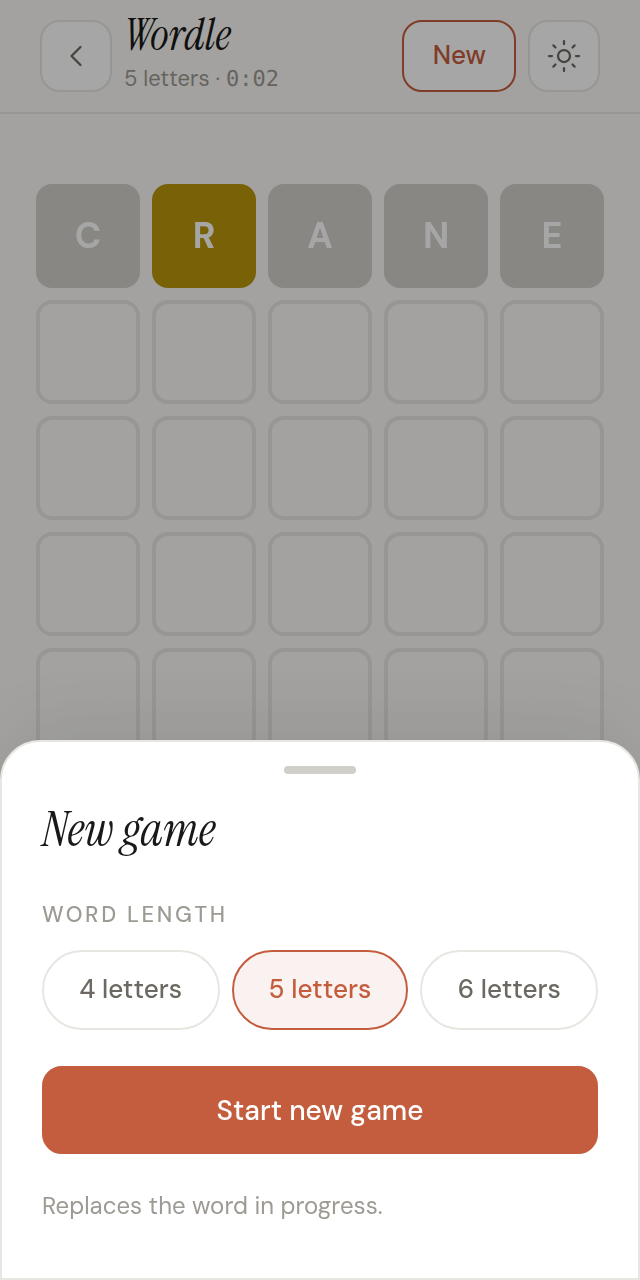 Wordle
5 letters · 0:02
New
C R A N E
New game
WORD LENGTH
4 letters 5 letters 6 letters
Start new game
Replaces the word in progress.